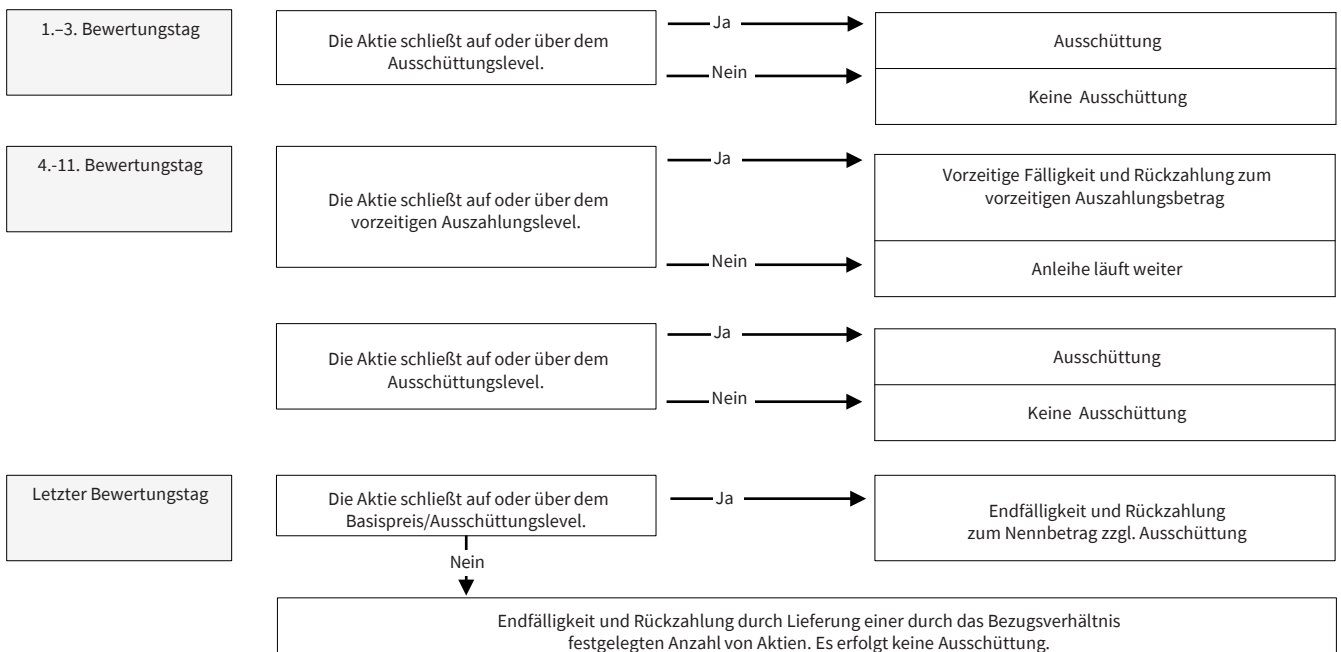 1.–3. Bewertungstag
Die Aktie schließt auf oder über dem
Ausschüttungslevel.
Ja
Nein
Ausschüttung
Keine Ausschüttung
4.-11. Bewertungstag
Die Aktie schließt auf oder über dem
vorzeitigen Auszahlungslevel.
Ja
Nein
Vorzeitige Fälligkeit und Rückzahlung zum
vorzeitigen Auszahlungsbetrag
Anleihe läuft weiter
Die Aktie schließt auf oder über dem
Ausschüttungslevel.
Ja
Nein
Ausschüttung
Keine Ausschüttung
Letzter Bewertungstag
Die Aktie schließt auf oder über dem
Basispreis/Ausschüttungslevel.
Ja
Endfälligkeit und Rückzahlung
zum Nennbetrag zzgl. Ausschüttung
Nein
Endfälligkeit und Rückzahlung durch Lieferung einer durch das Bezugsverhältnis
festgelegten Anzahl von Aktien. Es erfolgt keine Ausschüttung.